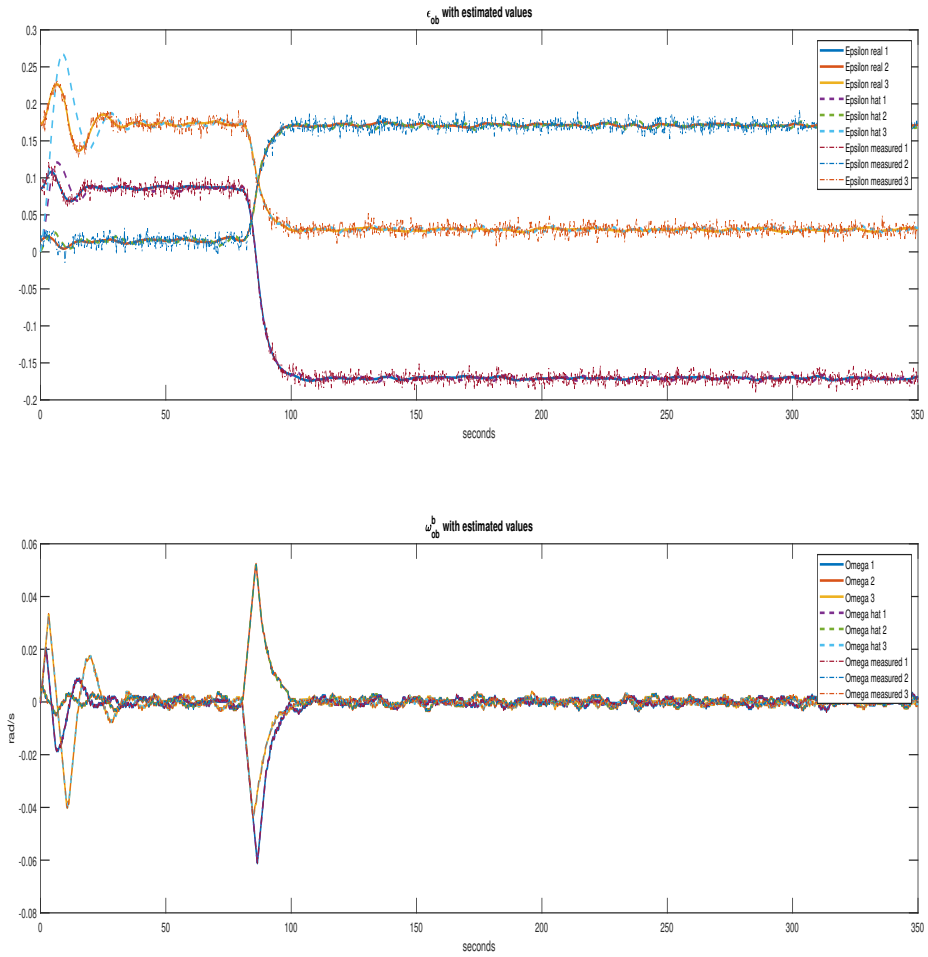 ϵob with estimated values
0.3
0.25
0.2
0.15
0.1
0.05
0
-0.05
-0.1
-0.15
-0.2
0 50 100 150 200 250 300 350
seconds
Epsilon real 1
Epsilon real 2
Epsilon real 3
Epsilon hat 1
Epsilon hat 2
Epsilon hat 3
Epsilon measured 1
Epsilon measured 2
Epsilon measured 3
ω^b_ob with estimated values
0.06
0.04
0.02
0
-0.02
-0.04
-0.06
-0.08
rad/s
0 50 100 150 200 250 300 350
seconds
Omega 1
Omega 2
Omega 3
Omega hat 1
Omega hat 2
Omega hat 3
Omega measured 1
Omega measured 2
Omega measured 3